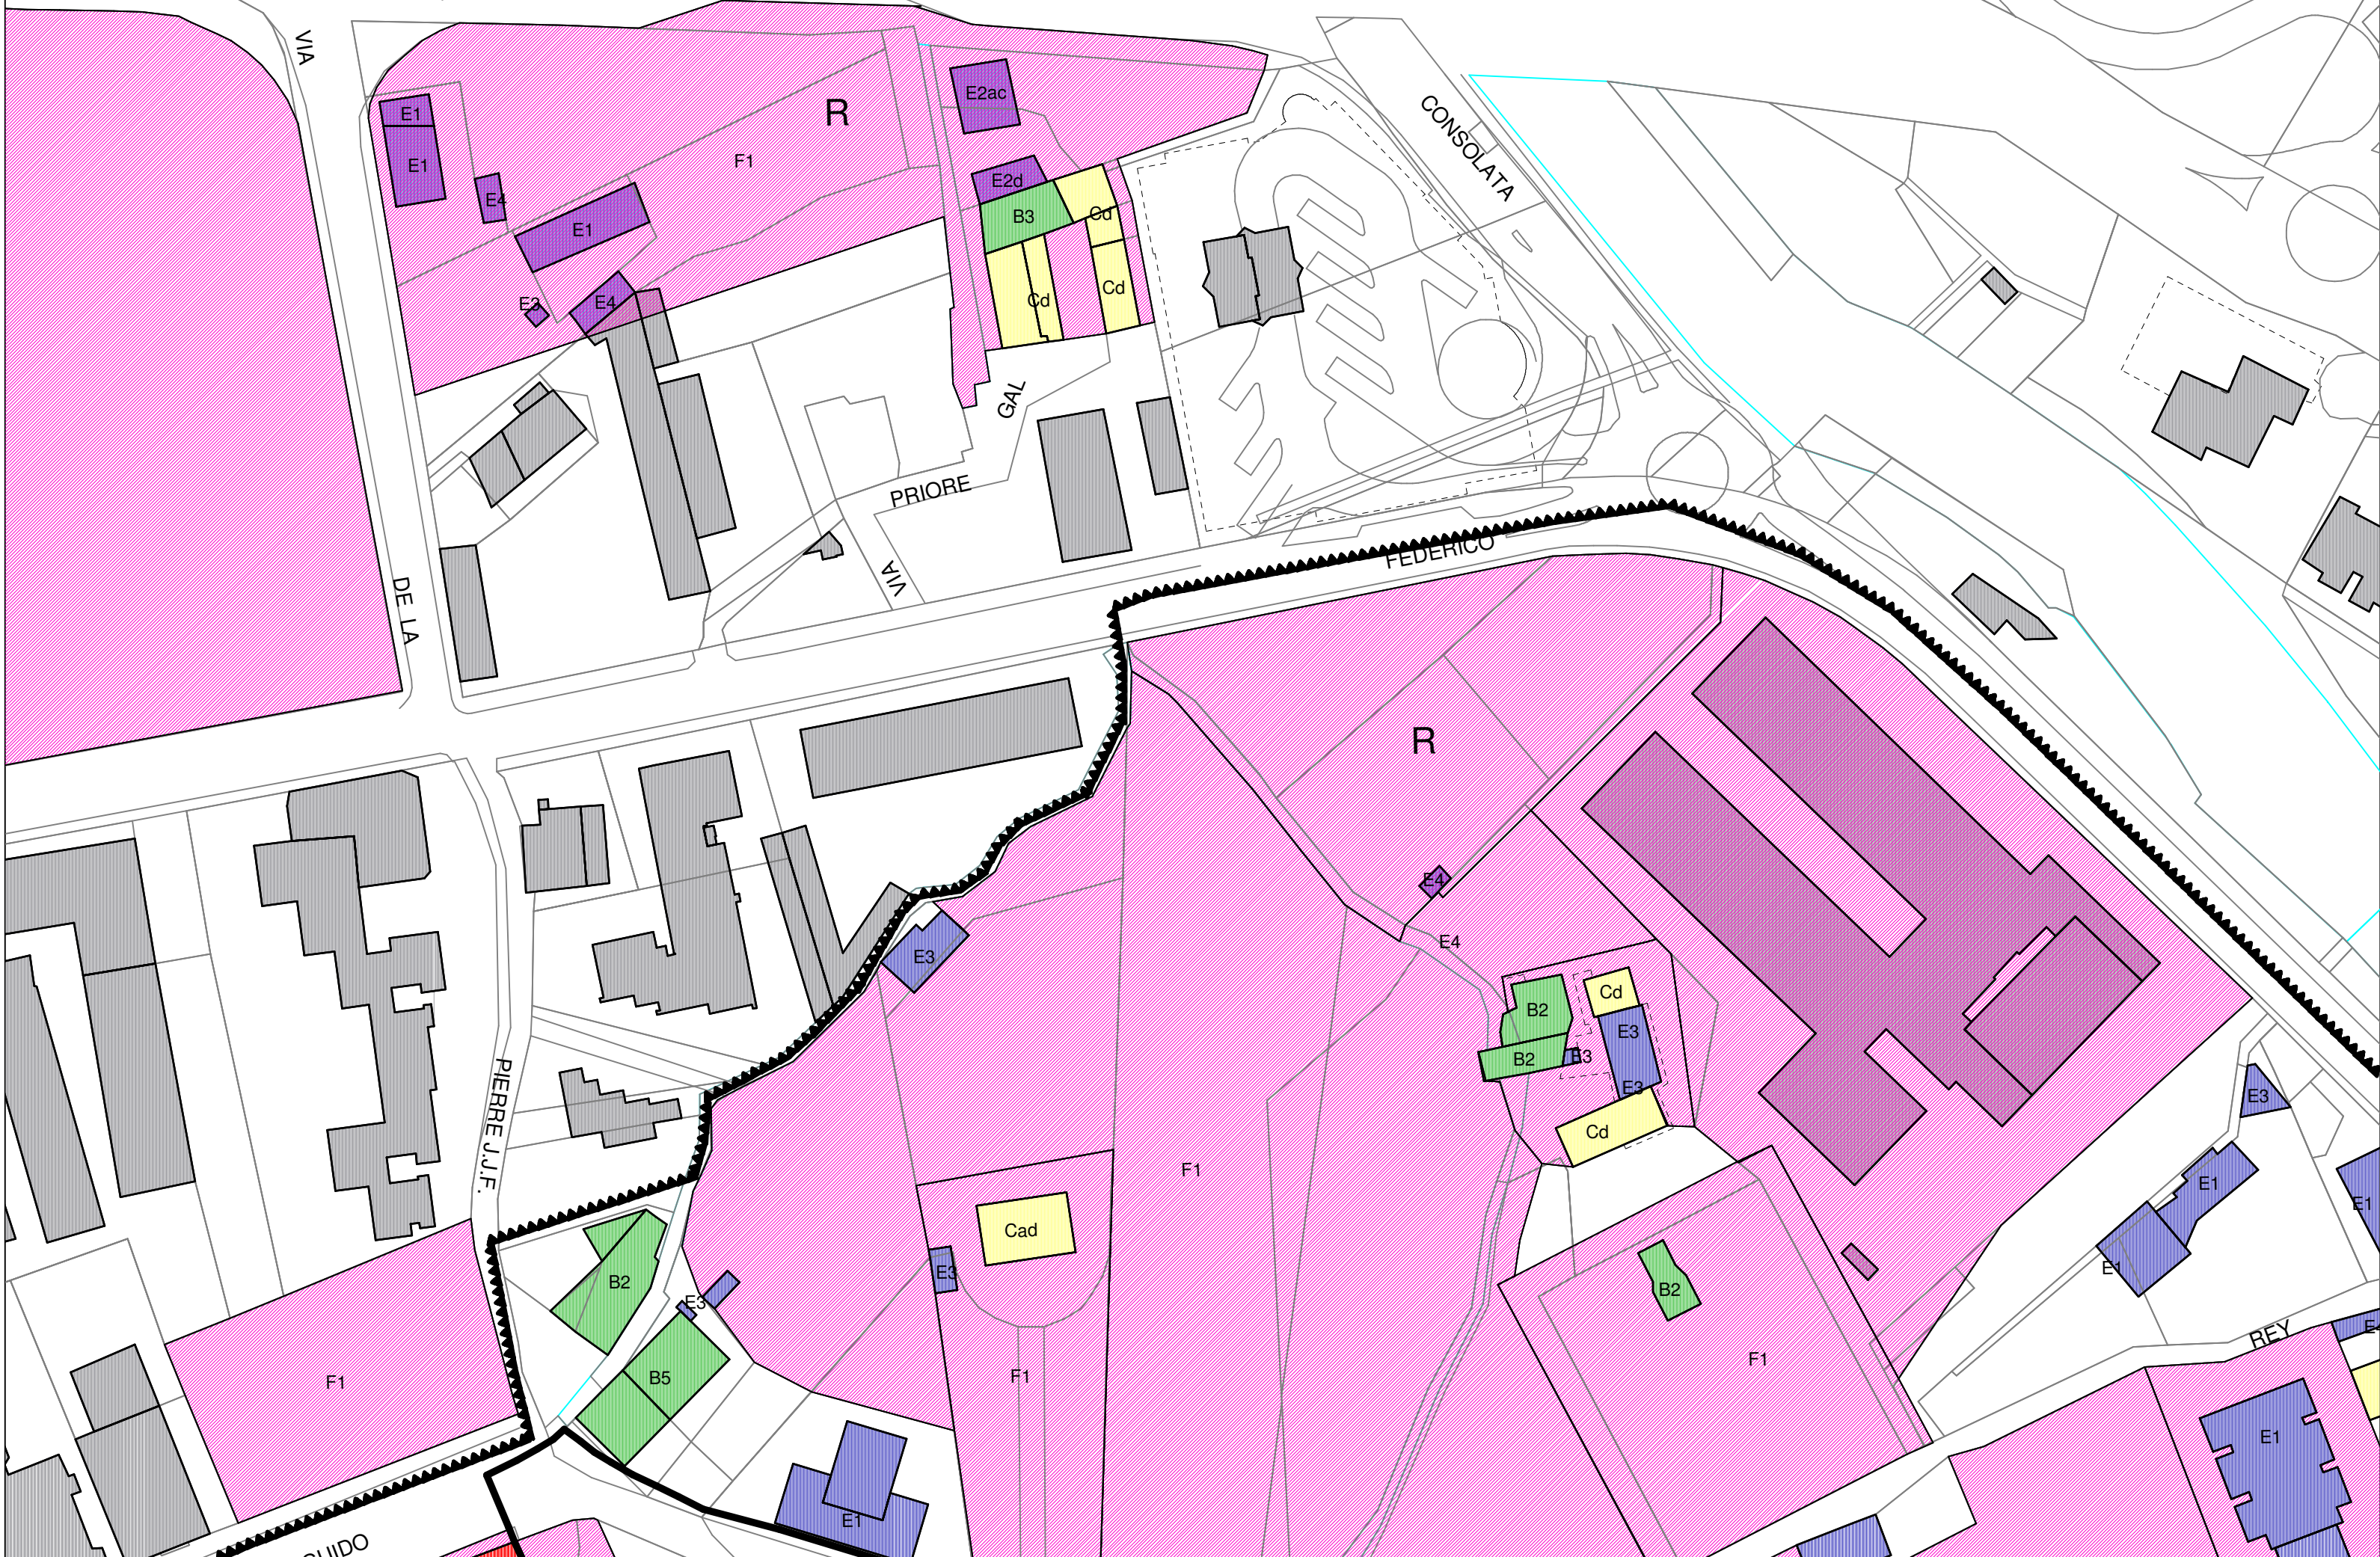 VIA
CONSOLATA
E2ac
E1
R
F1
E1
E2d
E4
B3
Cd
E1
Cd
Cd
E3
E4
GAL
PRIORE
FEDERICO
VIA
DE LA
R
E4
E4
E3
Cd
B2
E3
E3
B2
E3
Cd
PIERRE J.J.F.
E3
F1
E1
E1
Cad
E3
E1
B2
E3
B2
REY
F1
B5
F1
F1
E1
E1